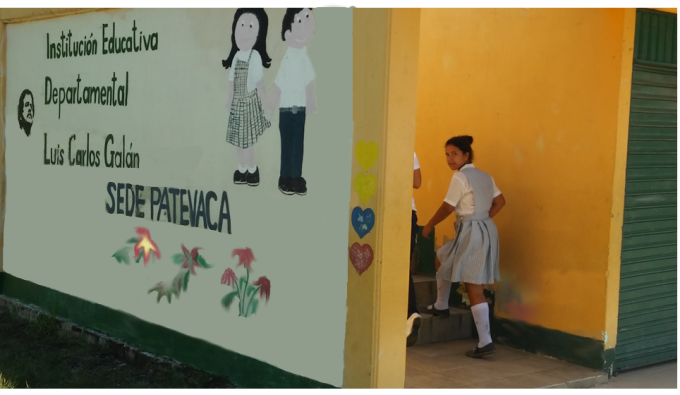 Institución Educativa
Departamental
Luis Carlos Galán
SEDE PATEVACA